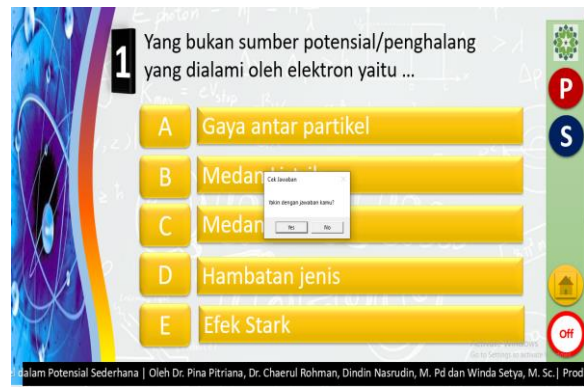 1
Yang bukan sumber potensial/penghalang
yang dialami oleh elektron yaitu ...
P
S
A Gaya antar partikel
B Medan
Cek Jawaban
Yakin dengan jawaban kamu?
Yes No
C Medan
D Hambatan jenis
E Efek Stark
Off
dalam Potensial Sederhana | Oleh Dr. Pina Pitriana, Dr. Chaerul Rohman, Dindin Nasrudin, M. Pd dan Winda Setya, M. Sc.| Prod